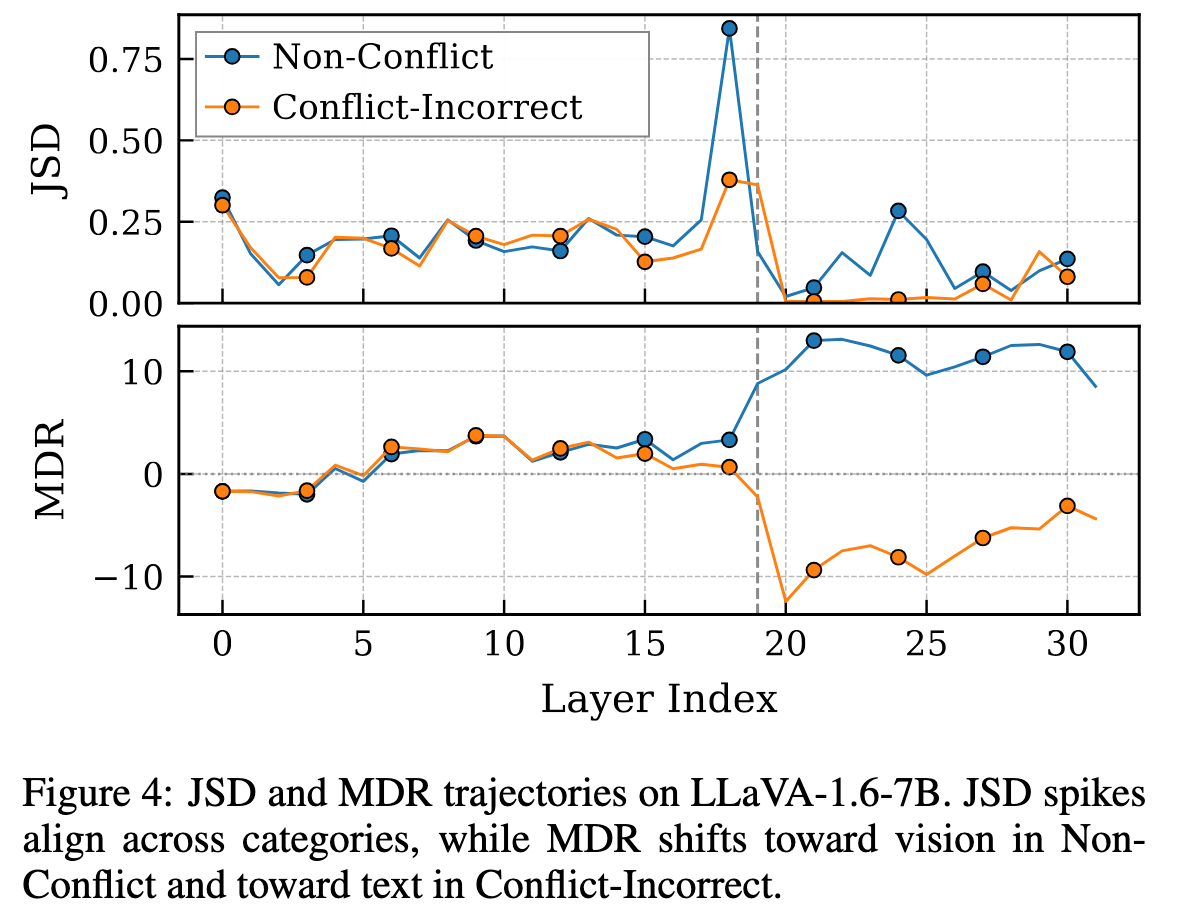 JSD
0.75
0.50
0.25
0.00
Non-Conflict
Conflict-Incorrect
MDR
10
0
−10
0 5 10 15 20 25 30
Layer Index
Figure 4: JSD and MDR trajectories on LLaVA-1.6-7B. JSD spikes
align across categories, while MDR shifts toward vision in Non-
Conflict and toward text in Conflict-Incorrect.